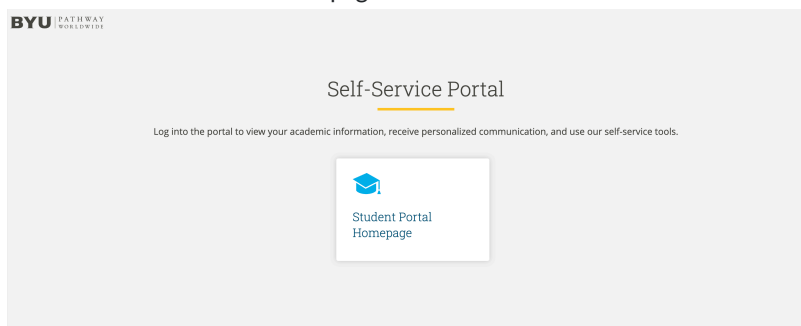 BYU PATHWAY
WORLDWIDE
Self-Service Portal
Log into the portal to view your academic information, receive personalized communication, and use our self-service tools.
Student Portal
Homepage